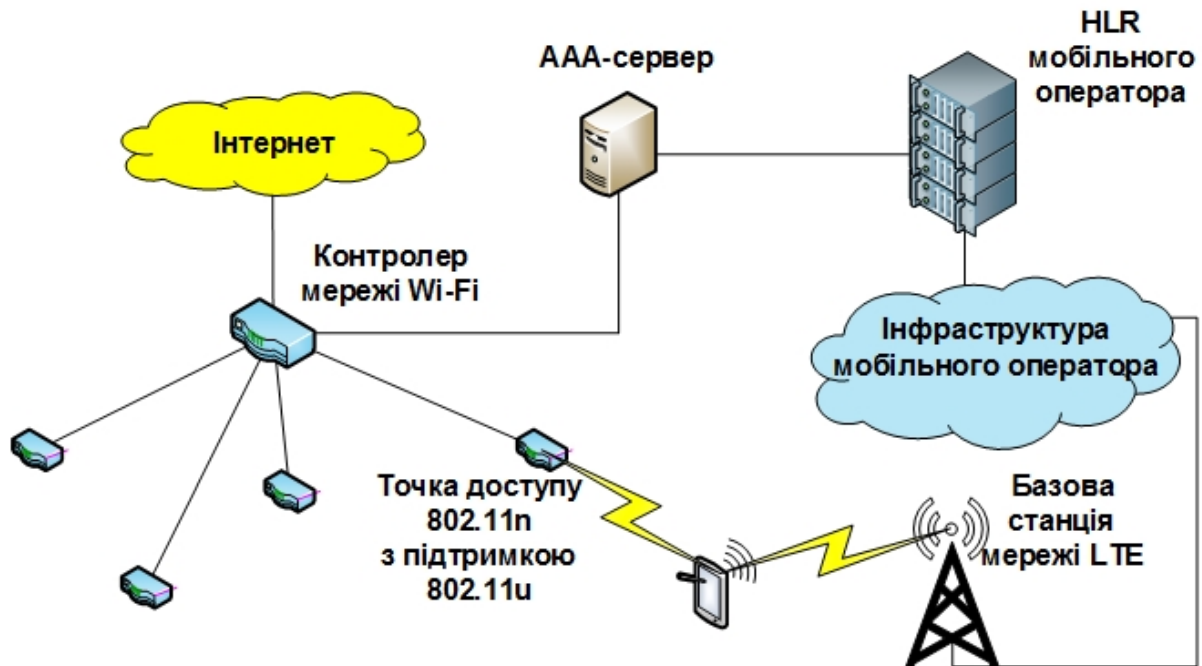 HLR
мобільного
оператора
ААА-сервер
Інтернет
Контролер
мережі Wi-Fi
Інфраструктура
мобільного оператора
Точка доступу
802.11n
з підтримкою
802.11u
Базова
станція
мережі LTE